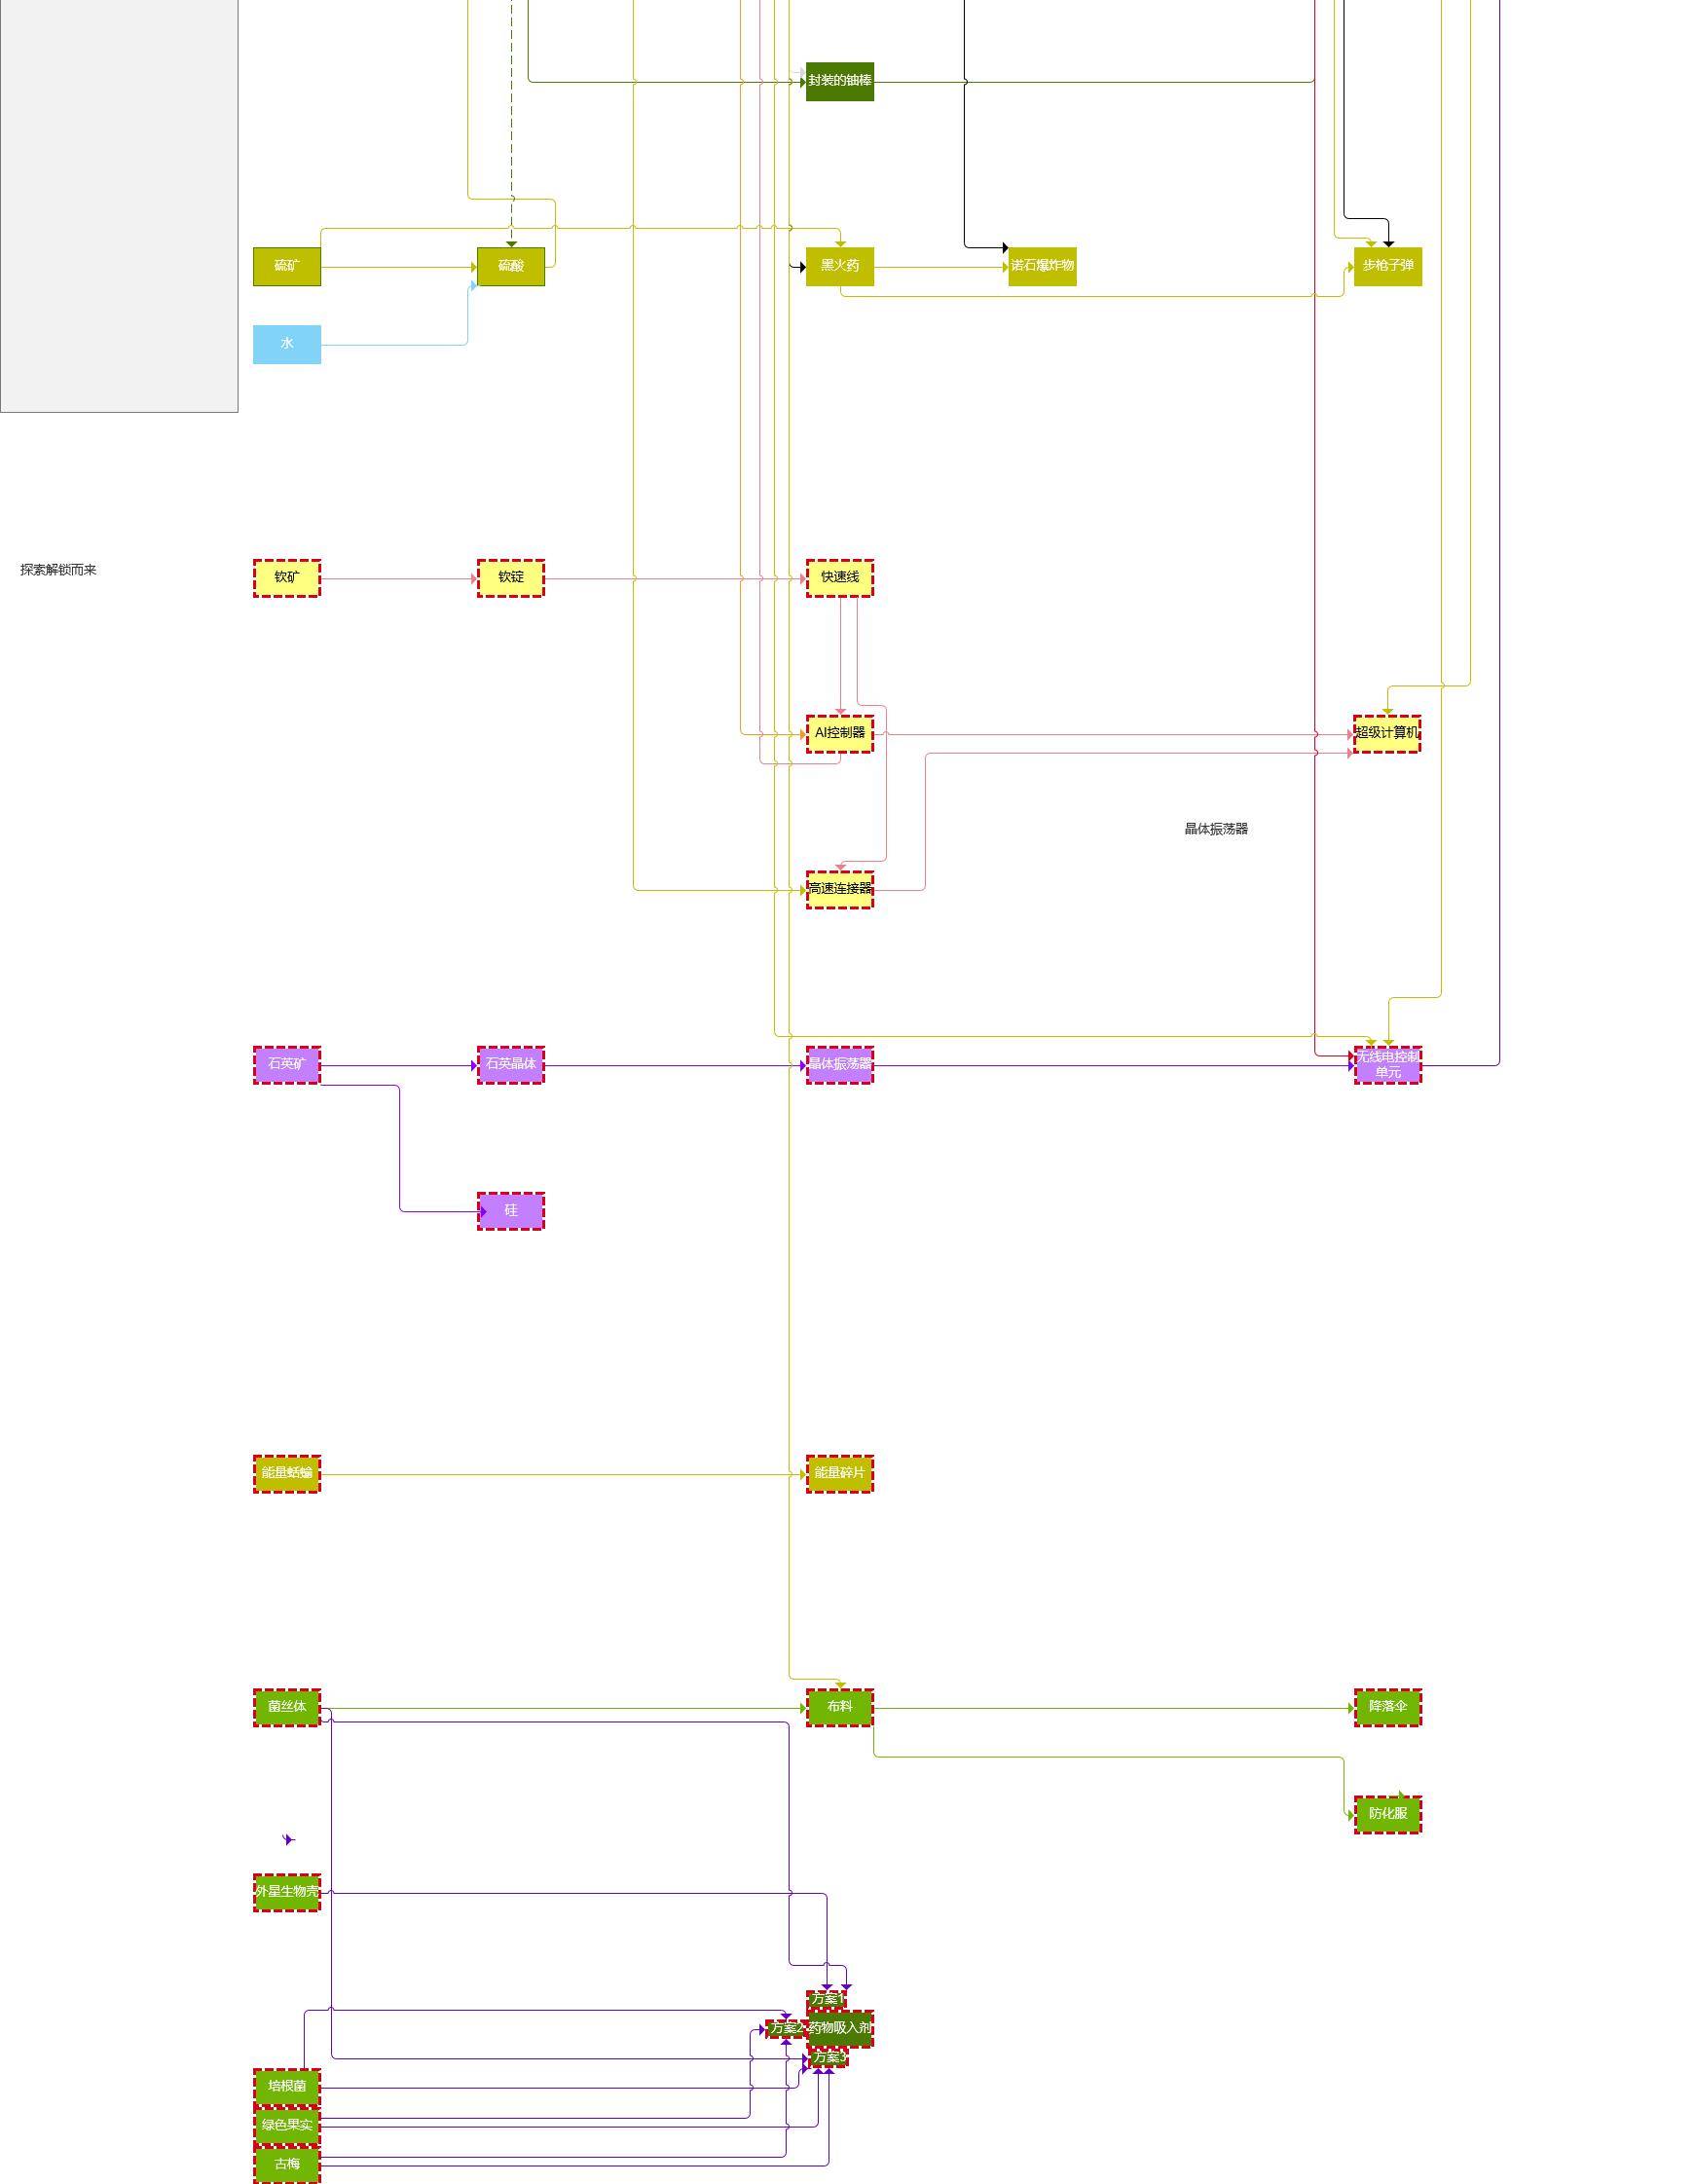 封装的铀棒
硫矿
硫酸
黑火药
诺石爆炸物
步枪子弹
水
探索解锁而来
钦矿
钦锭
快速线
AI控制器
超级计算机
晶体振荡器
高速连接器
石英矿
石英晶体
晶体振荡器
无线电控制
单元
硅
能量蛞蝓
能量碎片
菌丝体
布料
降落伞
防化服
外星生物壳
方案1
方案2
药物吸入剂
方案3
培根菌
绿色果实
古梅